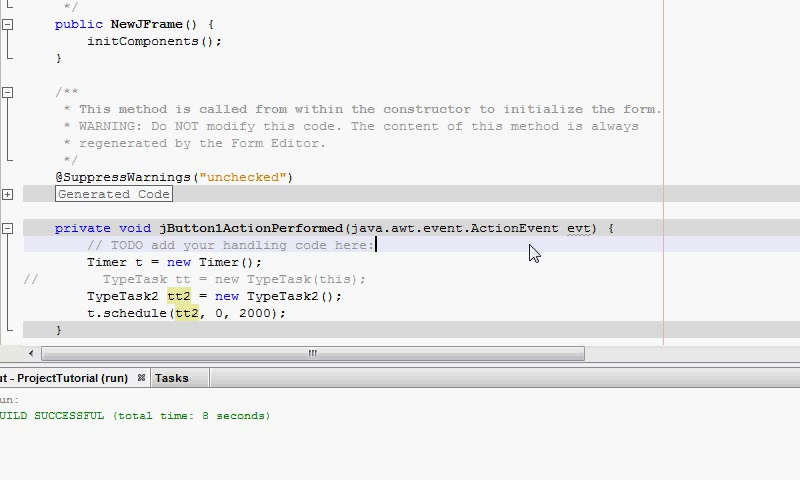 */
public NewJFrame() {
initComponents();
}
/**
* This method is called from within the constructor to initialize the form.
* WARNING: Do NOT modify this code. The content of this method is always
* regenerated by the Form Editor.
*/
@SuppressWarnings("unchecked")
Generated Code
private void jButton1ActionPerformed(java.awt.event.ActionEvent evt) {
// TODO add your handling code here:
Timer t = new Timer();
//        TypeTask tt = new TypeTask(this);
TypeTask2 tt2 = new TypeTask2();
t.schedule(tt2, 0, 2000);
}
ut - ProjectTutorial (run) Tasks
un:
UILD SUCCESSFUL (total time: 8 seconds)